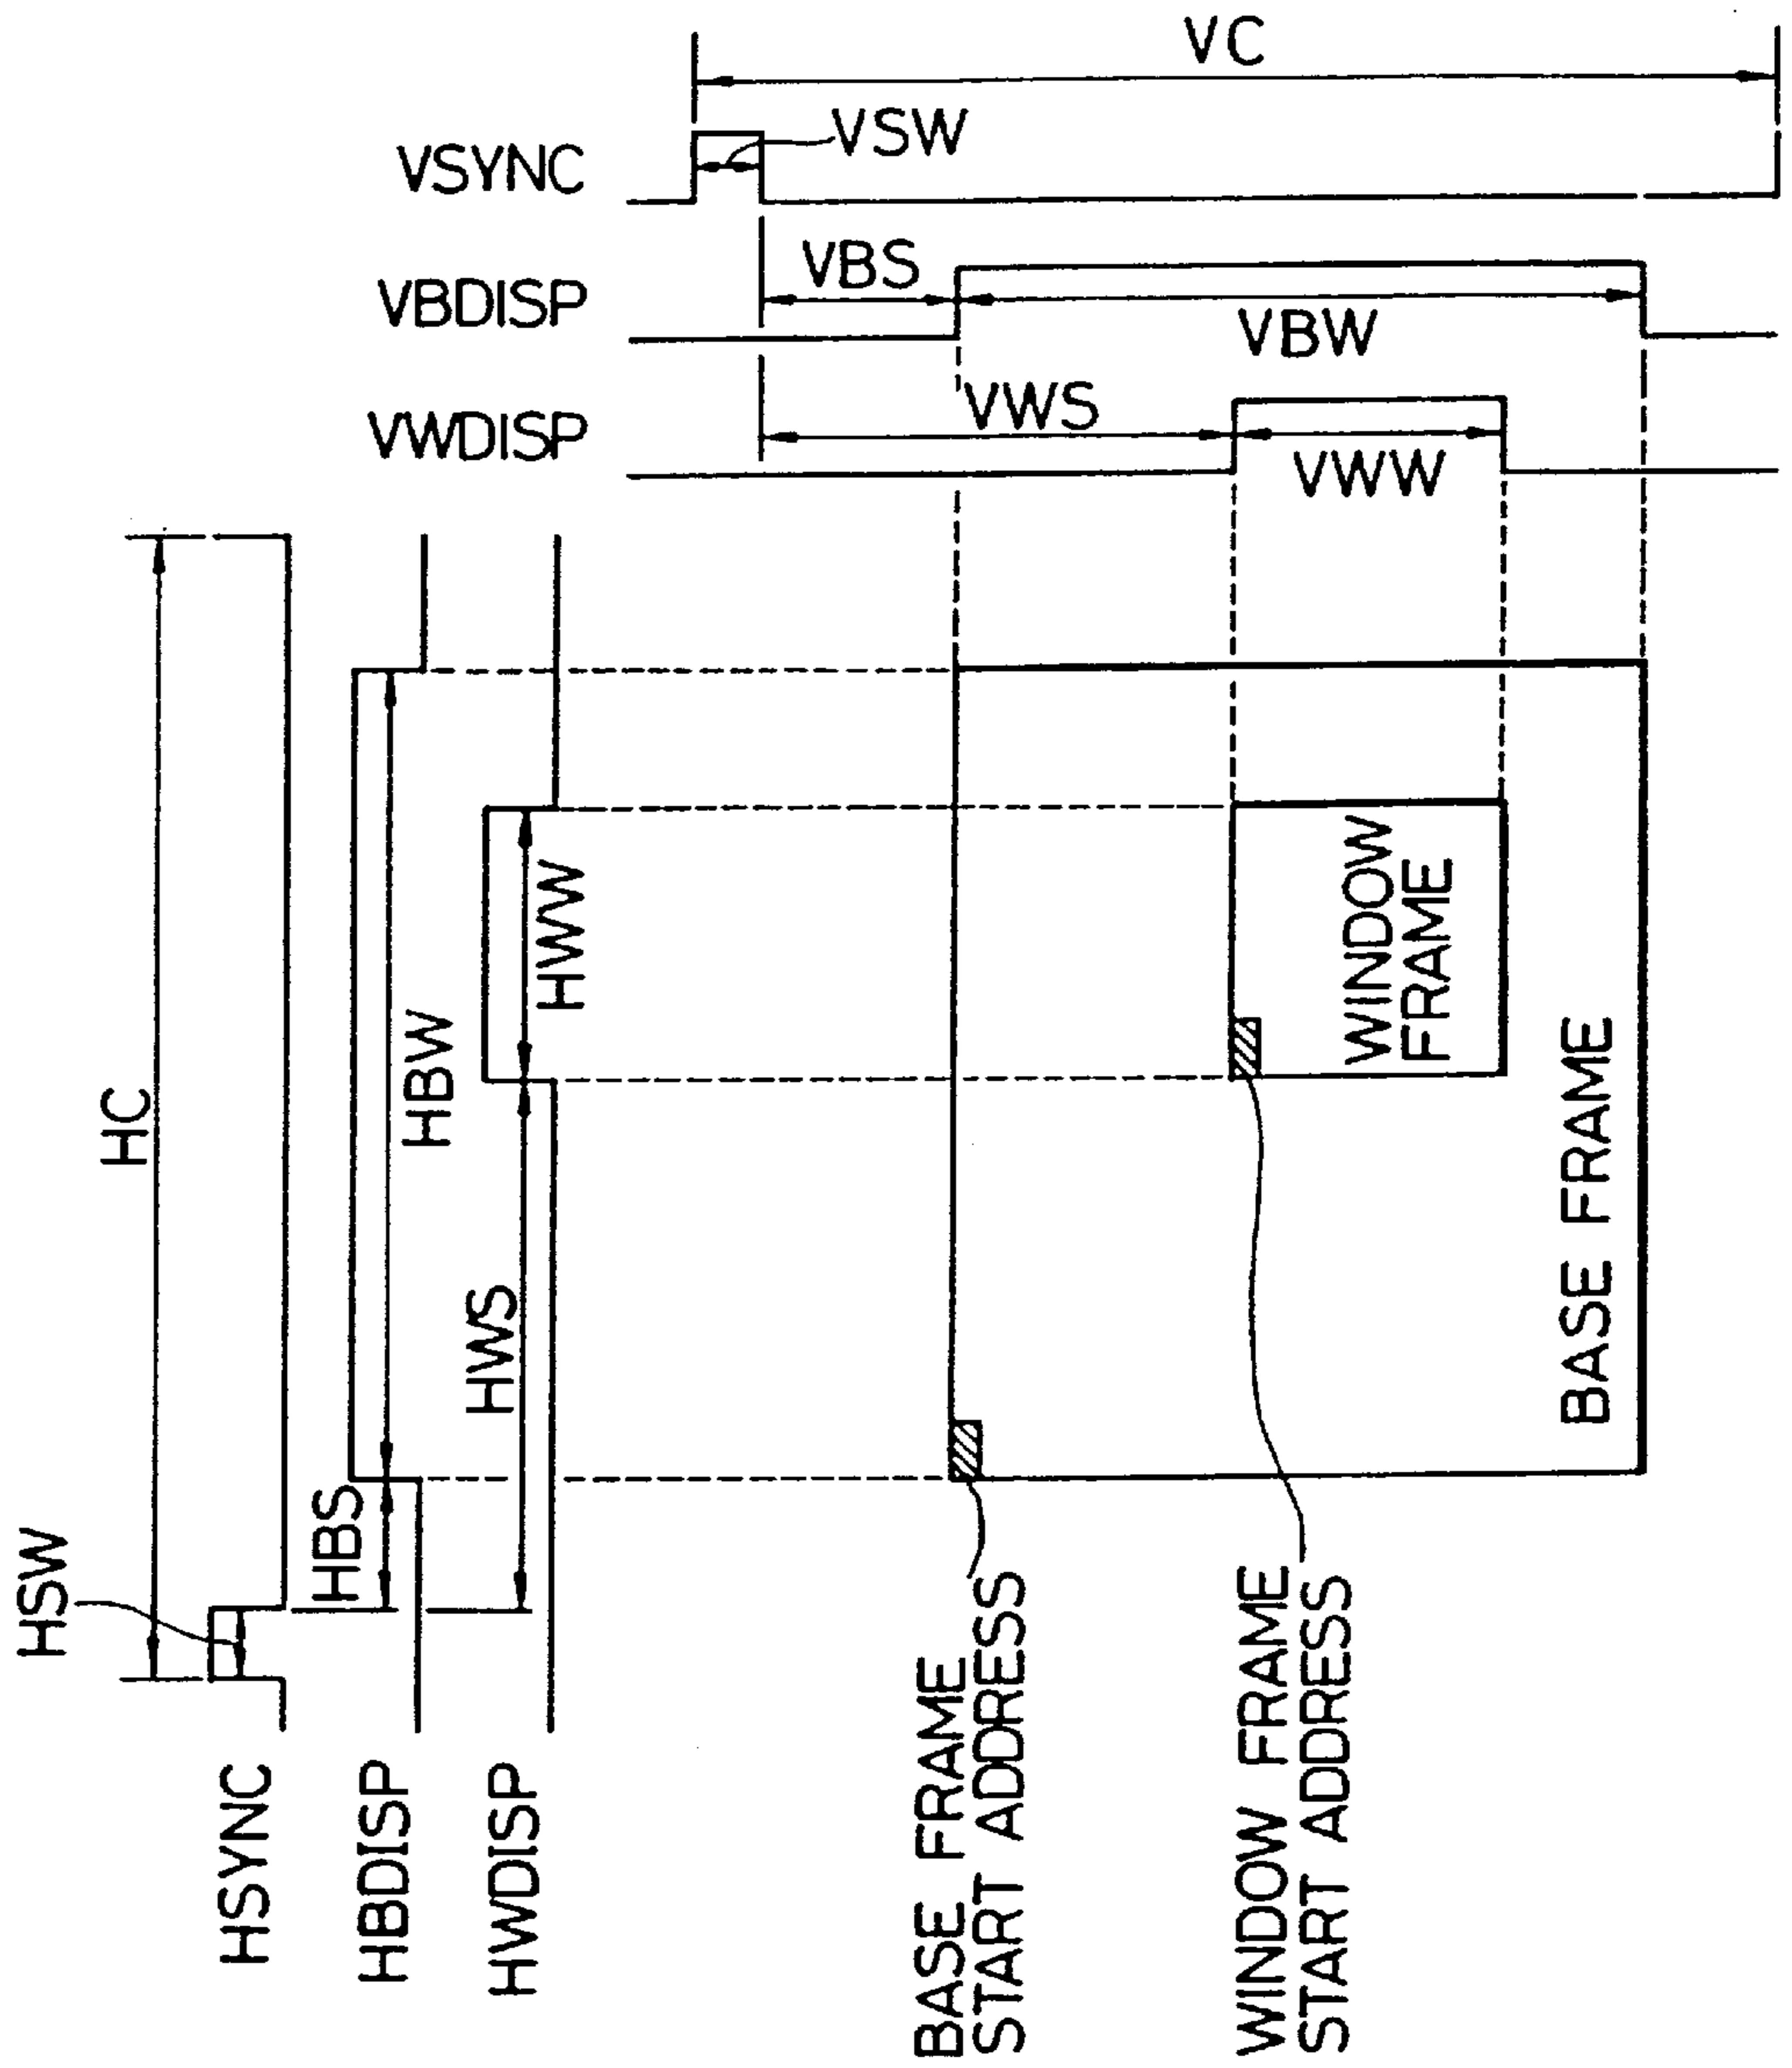 VC
VSW
VSYNC
VBS
VBDISP
VBW
VWS
VWDISP
VWW
HC
HSW
HSYNC
HBS
HBW
HBDISP
HWS
HWW
HWDISP
BASE FRAME
START ADDRESS
WINDOW FRAME
START ADDRESS
WINDOW
FRAME
BASE FRAME